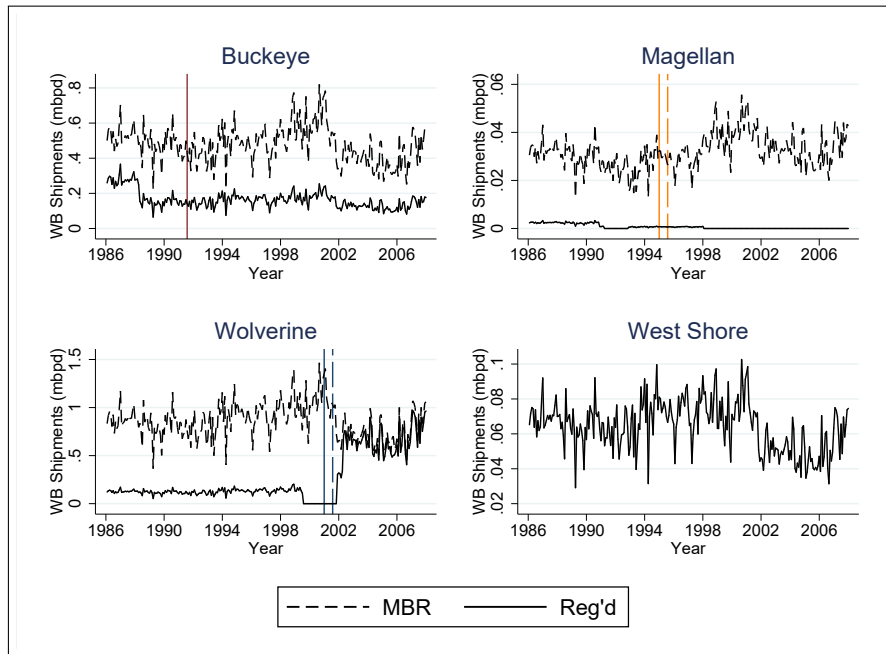 Buckeye
WB Shipments (mbpd)
0 .2 .4 .6 .8
1986 1990 1994 1998 2002 2006
Year
Magellan
WB Shipments (mbpd)
0 .02 .04 .06
1986 1990 1994 1998 2002 2006
Year
Wolverine
WB Shipments (mbpd)
0 .5 1 1.5
1986 1990 1994 1998 2002 2006
Year
West Shore
WB Shipments (mbpd)
.02 .04 .06 .08 .1
1986 1990 1994 1998 2002 2006
Year
MBR Reg'd